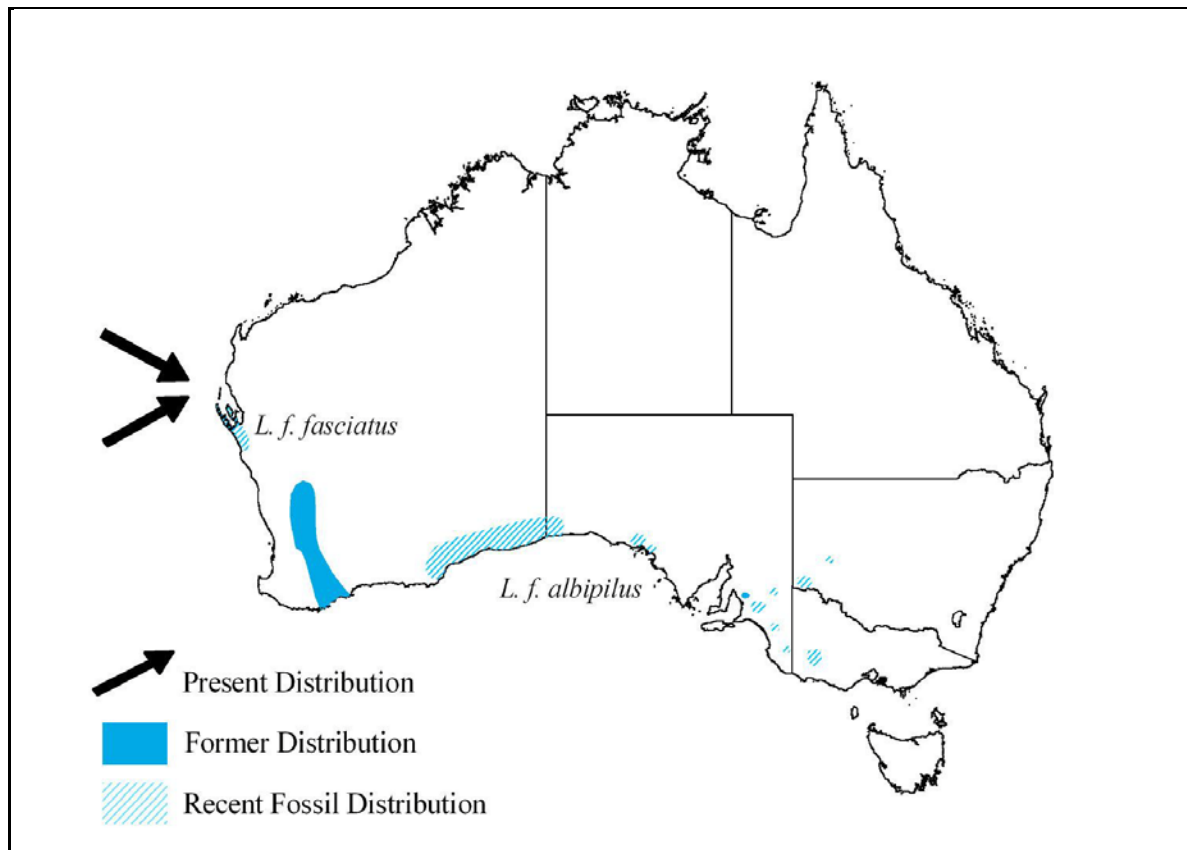 L. f. fasciatus
L. f. albipilus
Present Distribution
Former Distribution
Recent Fossil Distribution